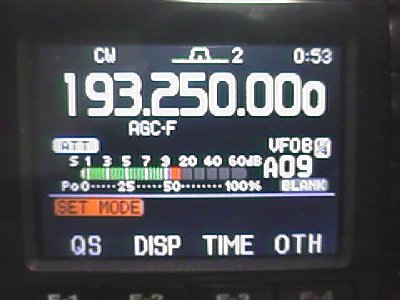 CW 2 0:53
193.250.000
AGC-F
ATT VFOB
S 1 3 5 7 9 20 40 60dB A09
Po0 25 50 100% BLANK
SET MODE
QS DISP TIME OTH